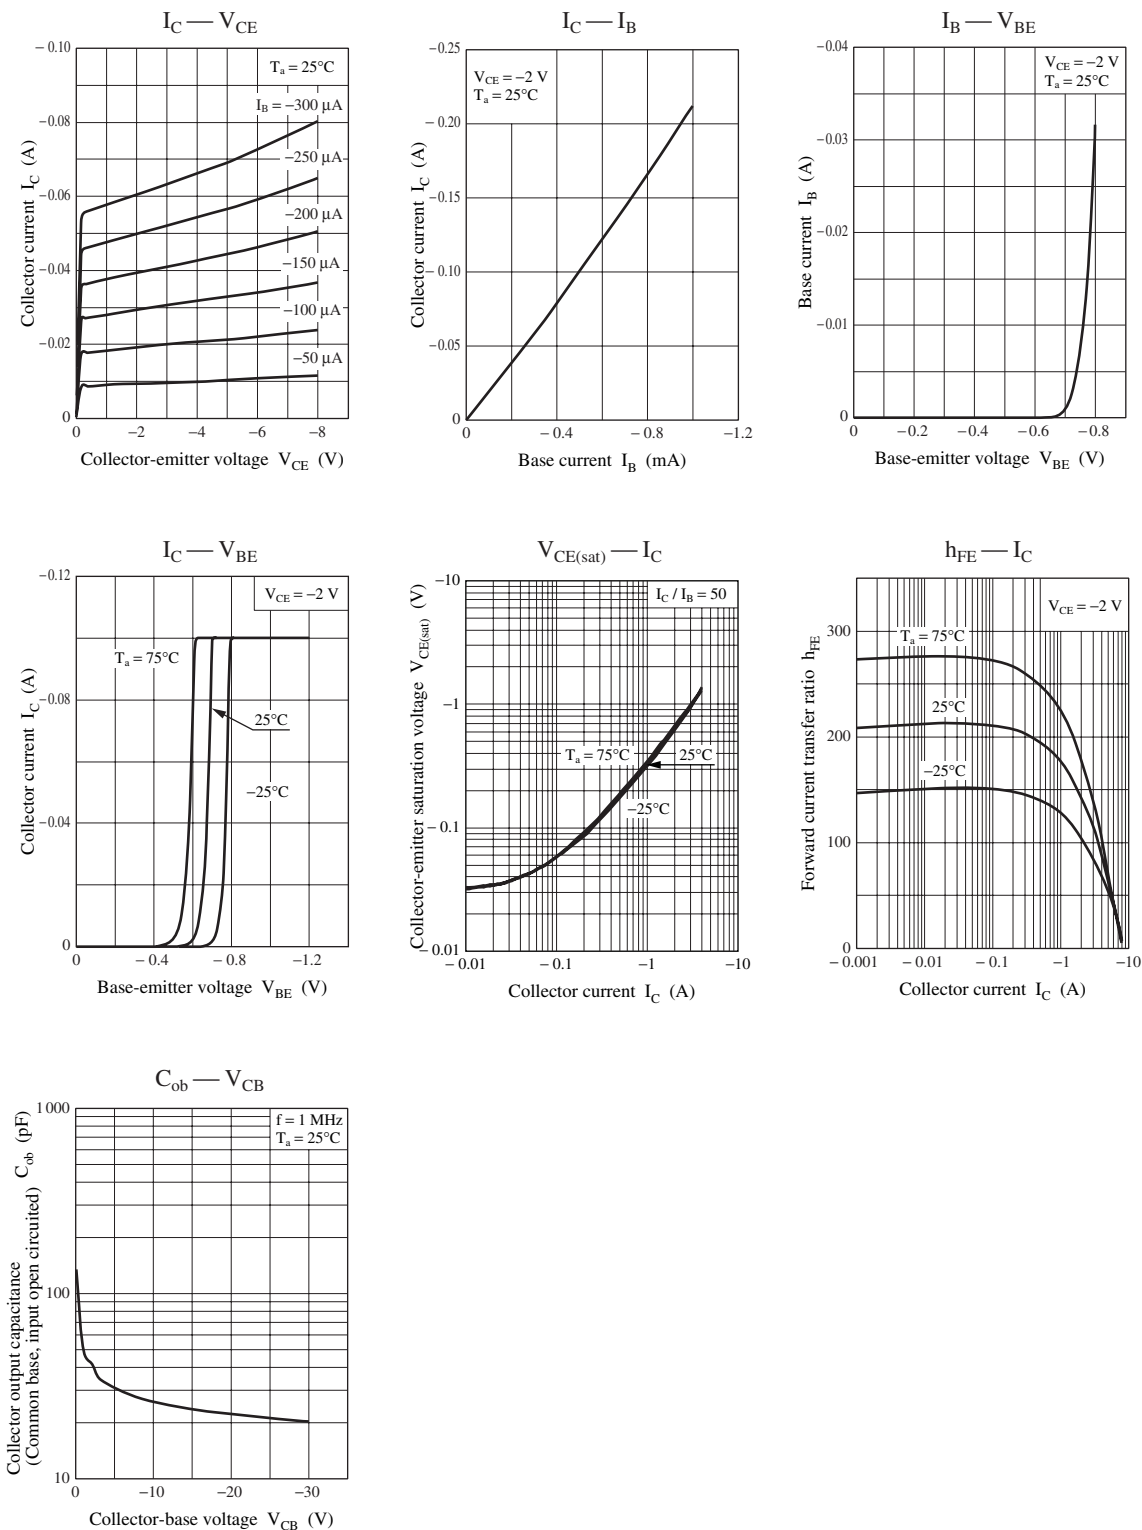 I_C — V_CE
− 0.10
−0.08
−0.06
−0.04
−0.02
0
Collector current I_C (A)
T_a = 25°C
I_B = −300 µA
−250 µA
−200 µA
−150 µA
−100 µA
−50 µA
0 −2 −4 −6 −8
Collector-emitter voltage V_CE (V)
I_C — I_B
−0.25
− 0.20
− 0.15
− 0.10
−0.05
0
Collector current I_C (A)
V_CE = −2 V
T_a = 25°C
0 − 0.4 − 0.8 −1.2
Base current I_B (mA)
I_B — V_BE
−0.04
−0.03
−0.02
−0.01
0
Base current I_B (A)
V_CE = −2 V
T_a = 25°C
0 −0.2 −0.4 −0.6 −0.8
Base-emitter voltage V_BE (V)
I_C — V_BE
−0.12
−0.08
−0.04
0
Collector current I_C (A)
V_CE = −2 V
T_a = 75°C
25°C
−25°C
0 − 0.4 − 0.8 −1.2
Base-emitter voltage V_BE (V)
V_CE(sat) — I_C
−10
−1
− 0.1
− 0.01
Collector-emitter saturation voltage V_CE(sat) (V)
I_C / I_B = 50
T_a = 75°C
25°C
−25°C
− 0.01 − 0.1 −1 −10
Collector current I_C (A)
h_FE — I_C
300
200
100
0
Forward current transfer ratio h_FE
V_CE = −2 V
T_a = 75°C
25°C
−25°C
− 0.001 − 0.01 − 0.1 −1 −10
Collector current I_C (A)
C_ob — V_CB
1 000
100
10
Collector output capacitance
(Common base, input open circuited) C_ob (pF)
f = 1 MHz
T_a = 25°C
0 −10 −20 −30
Collector-base voltage V_CB (V)